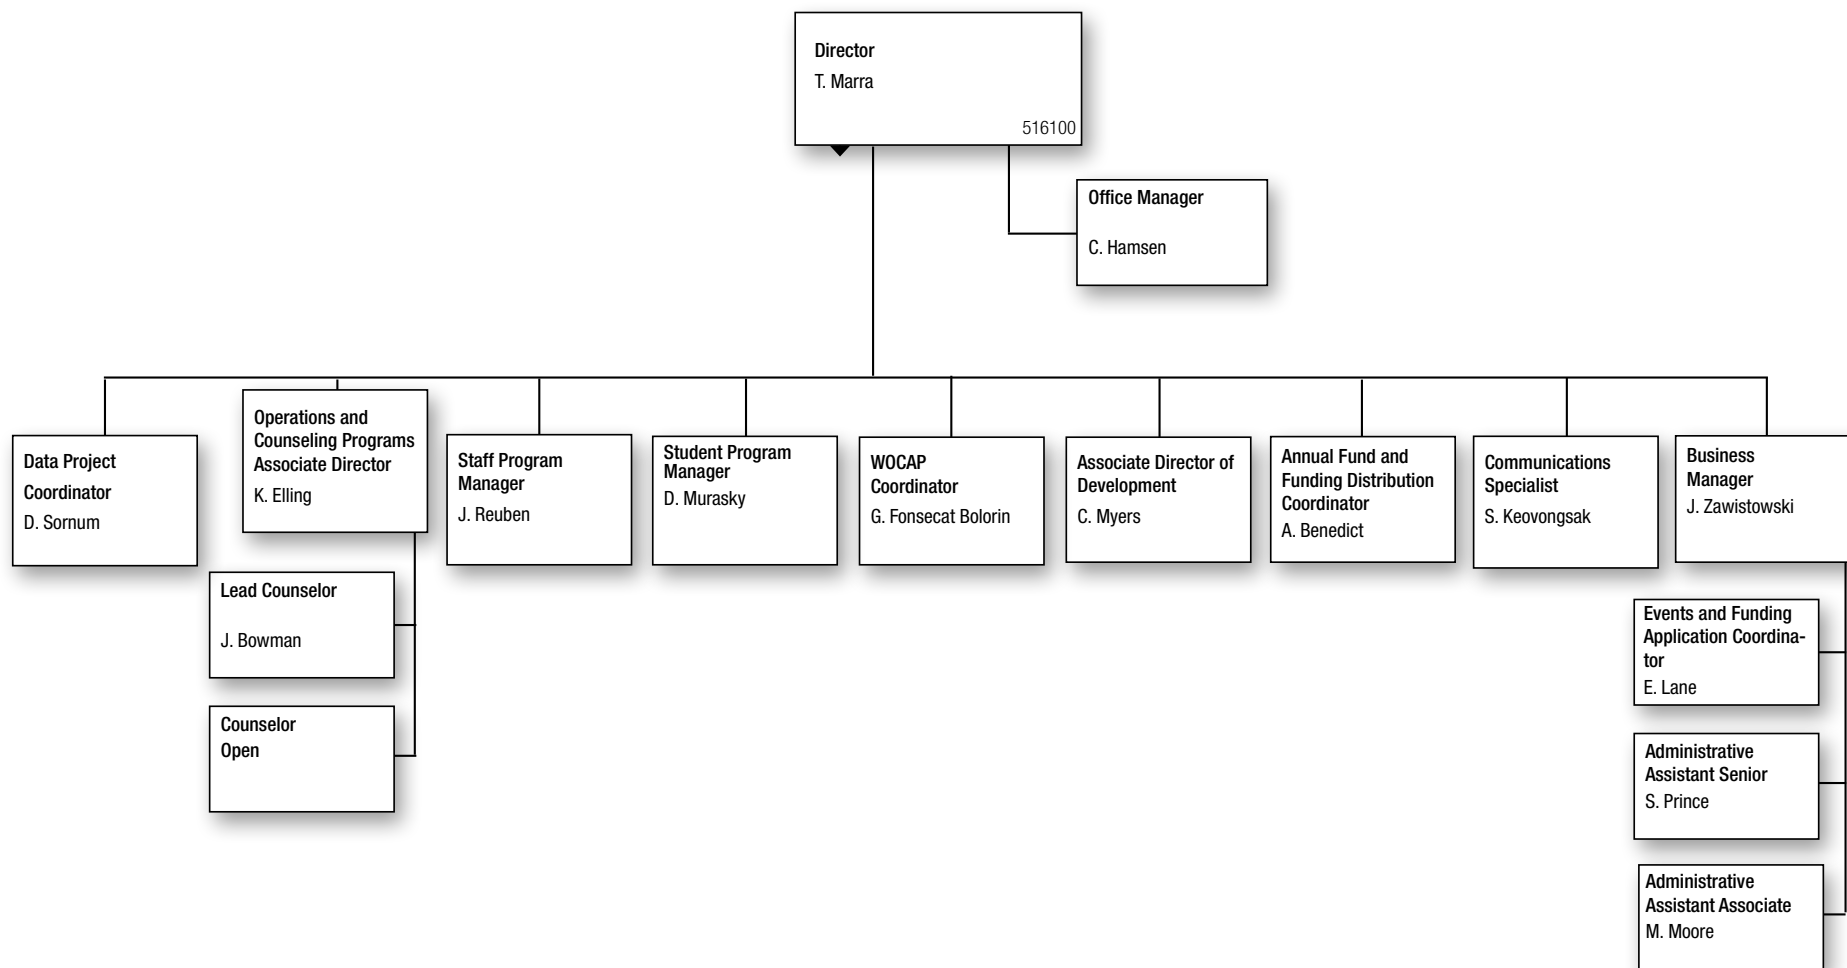 Director
T. Marra
516100
Office Manager
C. Hamsen
Data Project
Coordinator
D. Sornum
Operations and
Counseling Programs
Associate Director
K. Elling
Staff Program
Manager
J. Reuben
Student Program
Manager
D. Murasky
WOCAP
Coordinator
G. Fonsecat Bolorin
Associate Director of
Development
C. Myers
Annual Fund and
Funding Distribution
Coordinator
A. Benedict
Communications
Specialist
S. Keovongsak
Business
Manager
J. Zawistowski
Lead Counselor
J. Bowman
Counselor
Open
Events and Funding
Application Coordina-
tor
E. Lane
Administrative
Assistant Senior
S. Prince
Administrative
Assistant Associate
M. Moore